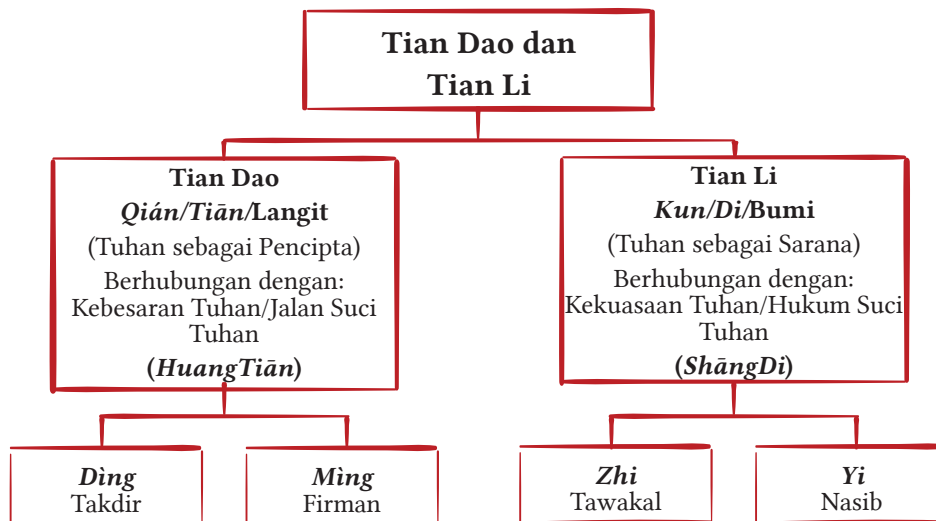 Tian Dao dan
Tian Li
Tian Dao
Qián/Tiān/Langit
(Tuhan sebagai Pencipta)
Berhubungan dengan:
Kebesaran Tuhan/Jalan Suci
Tuhan
(HuangTiān)
Tian Li
Kun/Di/Bumi
(Tuhan sebagai Sarana)
Berhubungan dengan:
Kekuasaan Tuhan/Hukum Suci
Tuhan
(ShāngDi)
Dìng
Takdir
Mìng
Firman
Zhi
Tawakal
Yi
Nasib